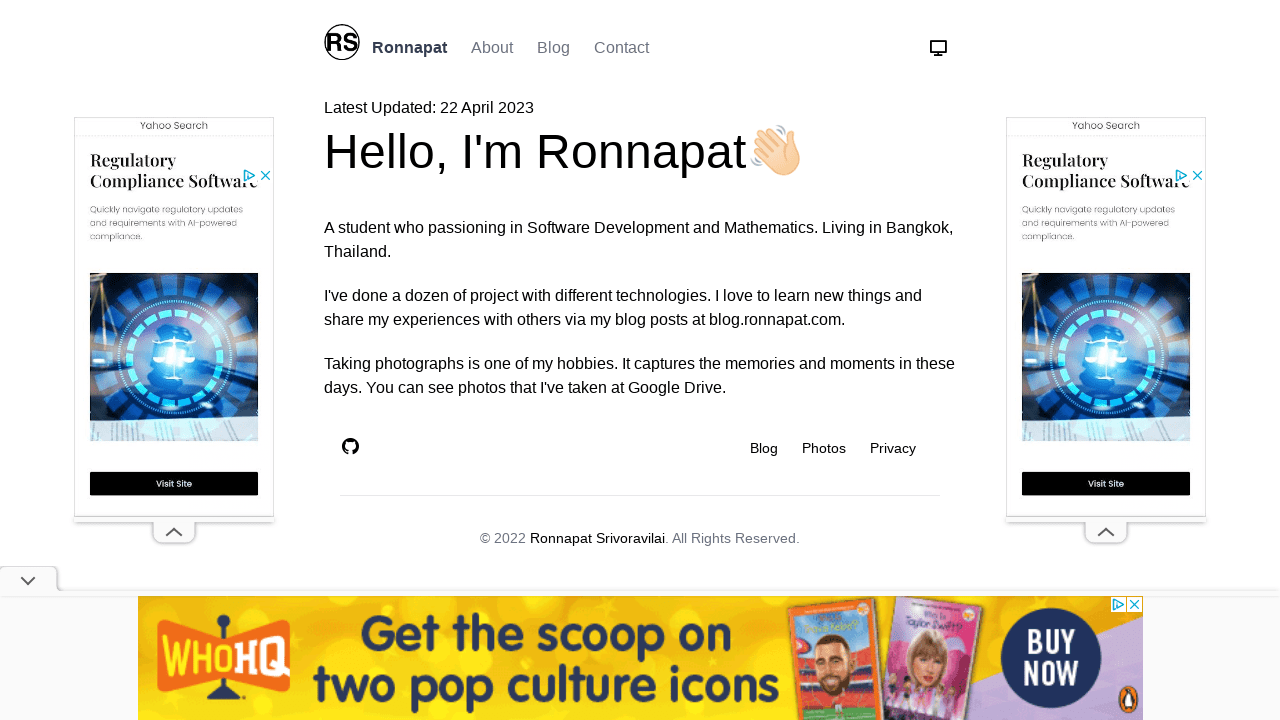 RS
Ronnapat About Blog Contact
Latest Updated: 22 April 2023
Hello, I'm Ronnapat
A student who passioning in Software Development and Mathematics. Living in Bangkok,
Thailand.
I've done a dozen of project with different technologies. I love to learn new things and
share my experiences with others via my blog posts at blog.ronnapat.com.
Taking photographs is one of my hobbies. It captures the memories and moments in these
days. You can see photos that I've taken at Google Drive.
Blog Photos Privacy
© 2022 Ronnapat Srivoravilai. All Rights Reserved.
Yahoo Search
Regulatory
Compliance Software
Quickly navigate regulatory updates
and requirements with AI-powered
compliance.
Visit Site
Yahoo Search
Regulatory
Compliance Software
Quickly navigate regulatory updates
and requirements with AI-powered
compliance.
Visit Site
WHOHQ
Get the scoop on
two pop culture icons
Travis Kelce?
Who Is
Taylor Swift?
BUY
NOW